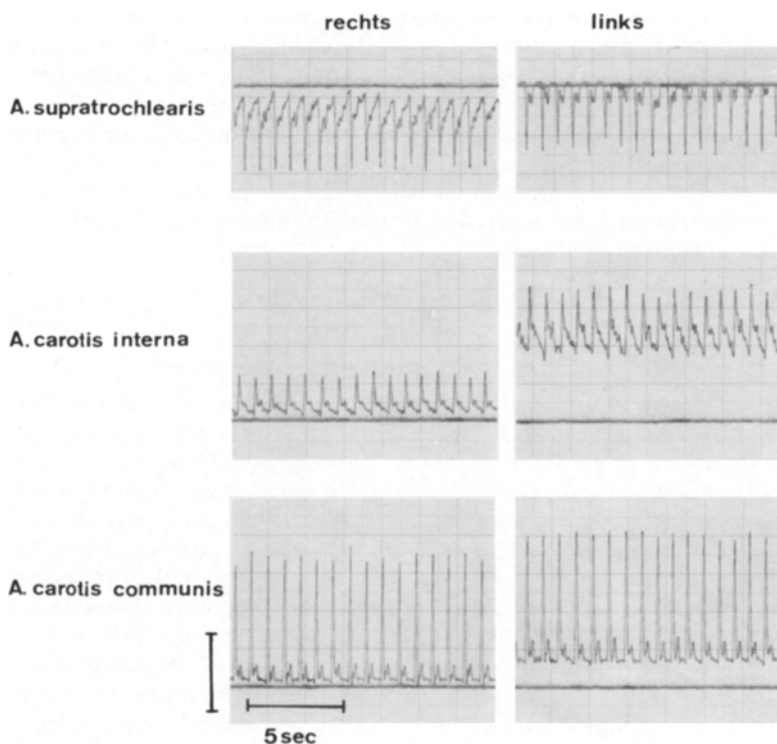 rechts links
A. supratrochlearis
A. carotis interna
A. carotis communis
5 sec